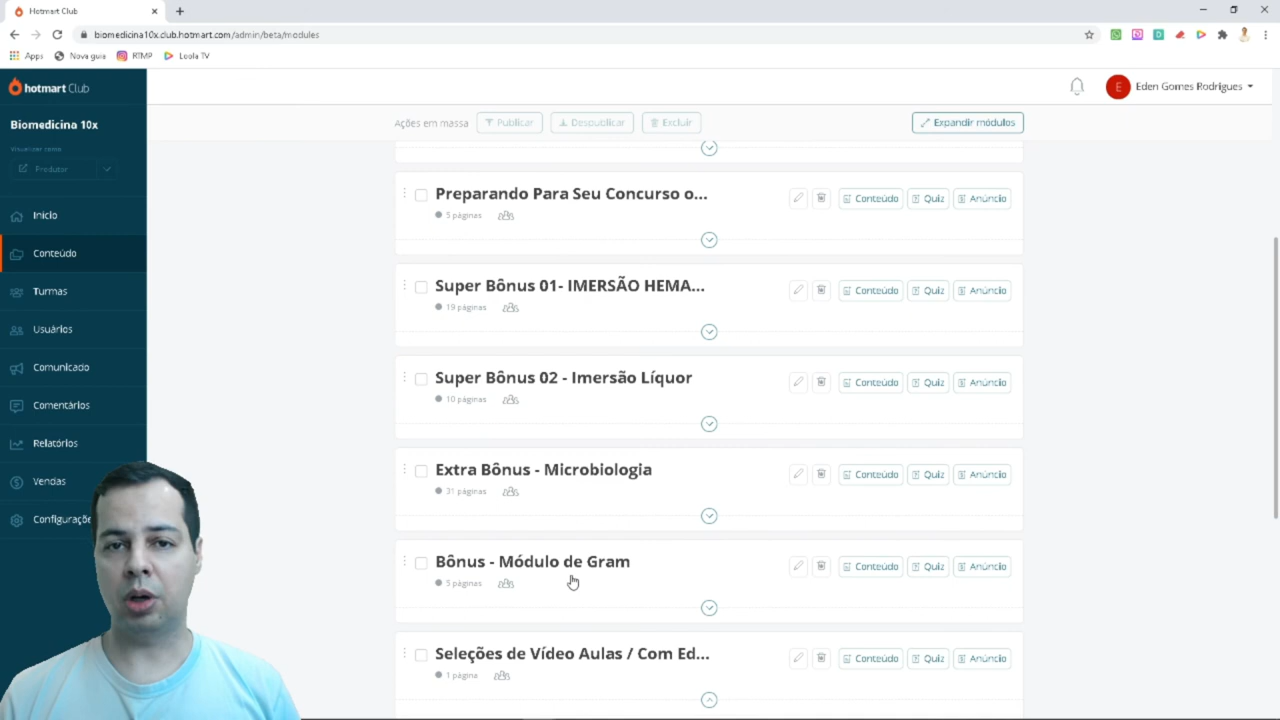 Hotmart Club
biomedicina10x.club.hotmart.com/admin/beta/modules
Apps Nova guia RTMP Loola TV
hotmart Club
E Eden Gomes Rodrigues
Biomedicina 10x
Visualizar como
Produtor
Ações em massa Publicar Despublicar Excluir Expandir módulos
Início
Conteúdo
Turmas
Usuários
Comunicado
Comentários
Relatórios
Vendas
Configuraçõe
Preparando Para Seu Concurso o...
5 páginas
Conteúdo Quiz Anúncio
Super Bônus 01- IMERSÃO HEMA...
19 páginas
Conteúdo Quiz Anúncio
Super Bônus 02 - Imersão Líquor
10 páginas
Conteúdo Quiz Anúncio
Extra Bônus - Microbiologia
31 páginas
Conteúdo Quiz Anúncio
Bônus - Módulo de Gram
5 páginas
Conteúdo Quiz Anúncio
Seleções de Vídeo Aulas / Com Ed...
1 página
Conteúdo Quiz Anúncio